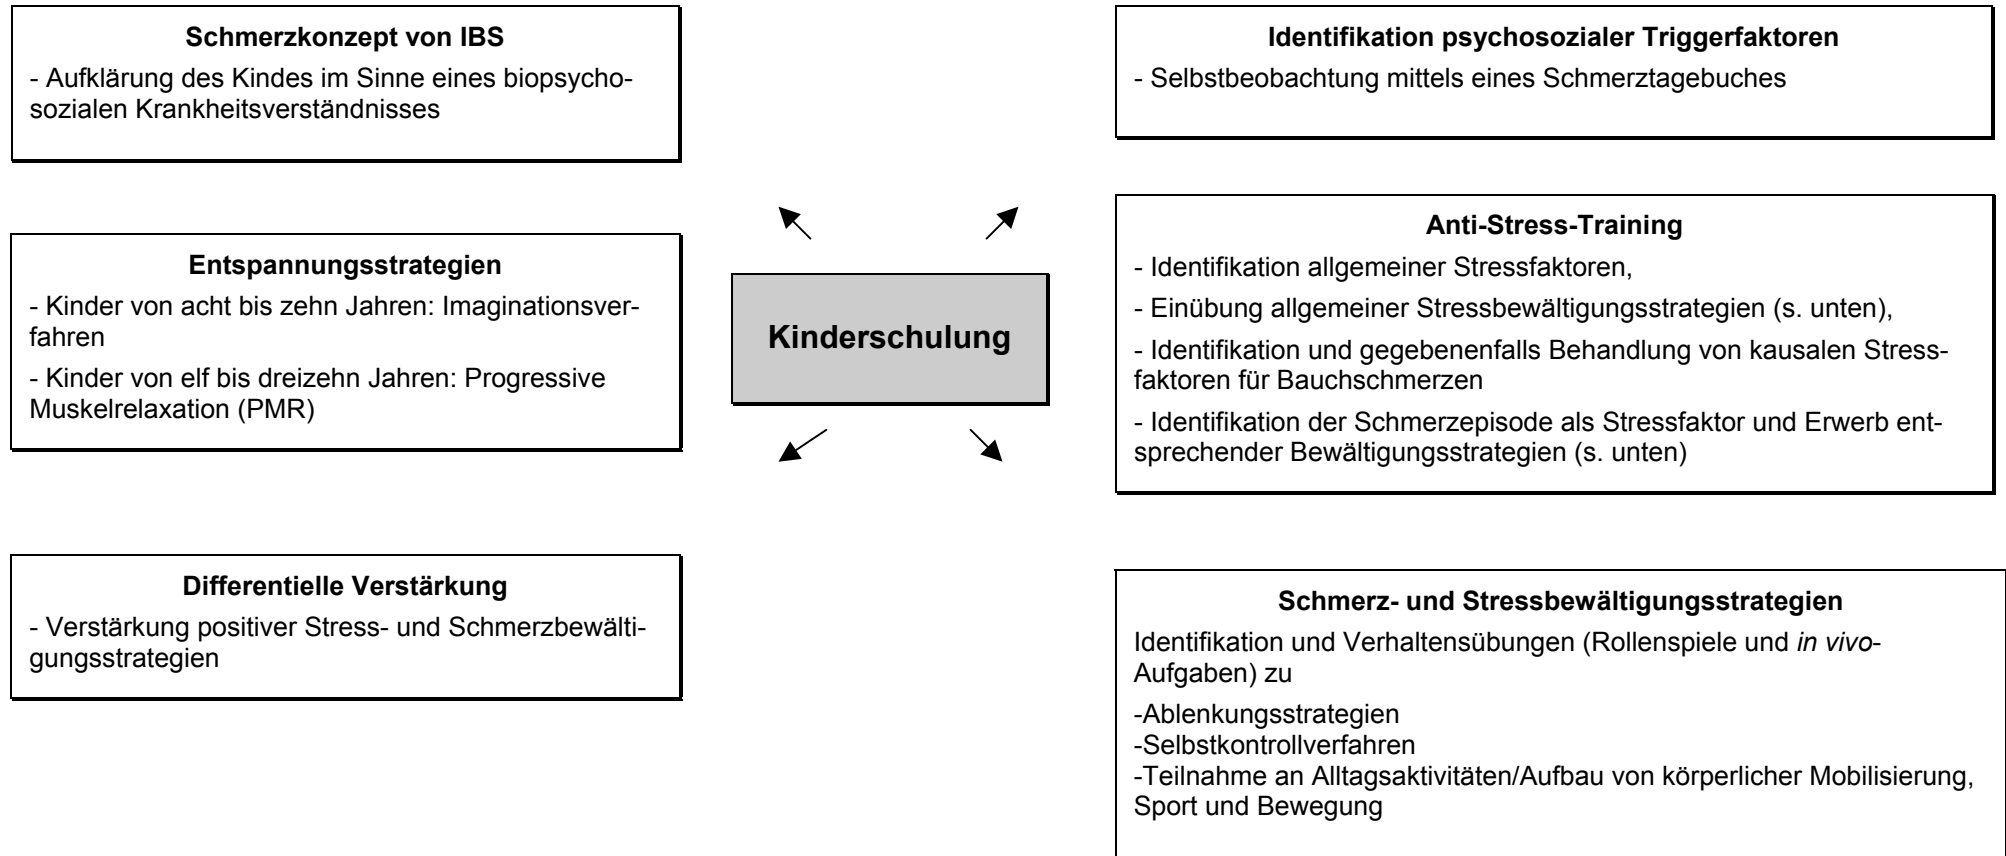 Schmerzkonzept von IBS
- Aufklärung des Kindes im Sinne eines biopsycho-
sozialen Krankheitsverständnisses
Entspannungsstrategien
- Kinder von acht bis zehn Jahren: Imaginationsver-
fahren
- Kinder von elf bis dreizehn Jahren: Progressive
Muskelrelaxation (PMR)
Differentielle Verstärkung
- Verstärkung positiver Stress- und Schmerzbewälti-
gungsstrategien
Kinderschulung
Identifikation psychosozialer Triggerfaktoren
- Selbstbeobachtung mittels eines Schmerztagebuches
Anti-Stress-Training
- Identifikation allgemeiner Stressfaktoren,
- Einübung allgemeiner Stressbewältigungsstrategien (s. unten),
- Identifikation und gegebenenfalls Behandlung von kausalen Stress-
faktoren für Bauchschmerzen
- Identifikation der Schmerzepisode als Stressfaktor und Erwerb ent-
sprechender Bewältigungsstrategien (s. unten)
Schmerz- und Stressbewältigungsstrategien
Identifikation und Verhaltensübungen (Rollenspiele und in vivo-
Aufgaben) zu
-Ablenkungsstrategien
-Selbstkontrollverfahren
-Teilnahme an Alltagsaktivitäten/Aufbau von körperlicher Mobilisierung,
Sport und Bewegung